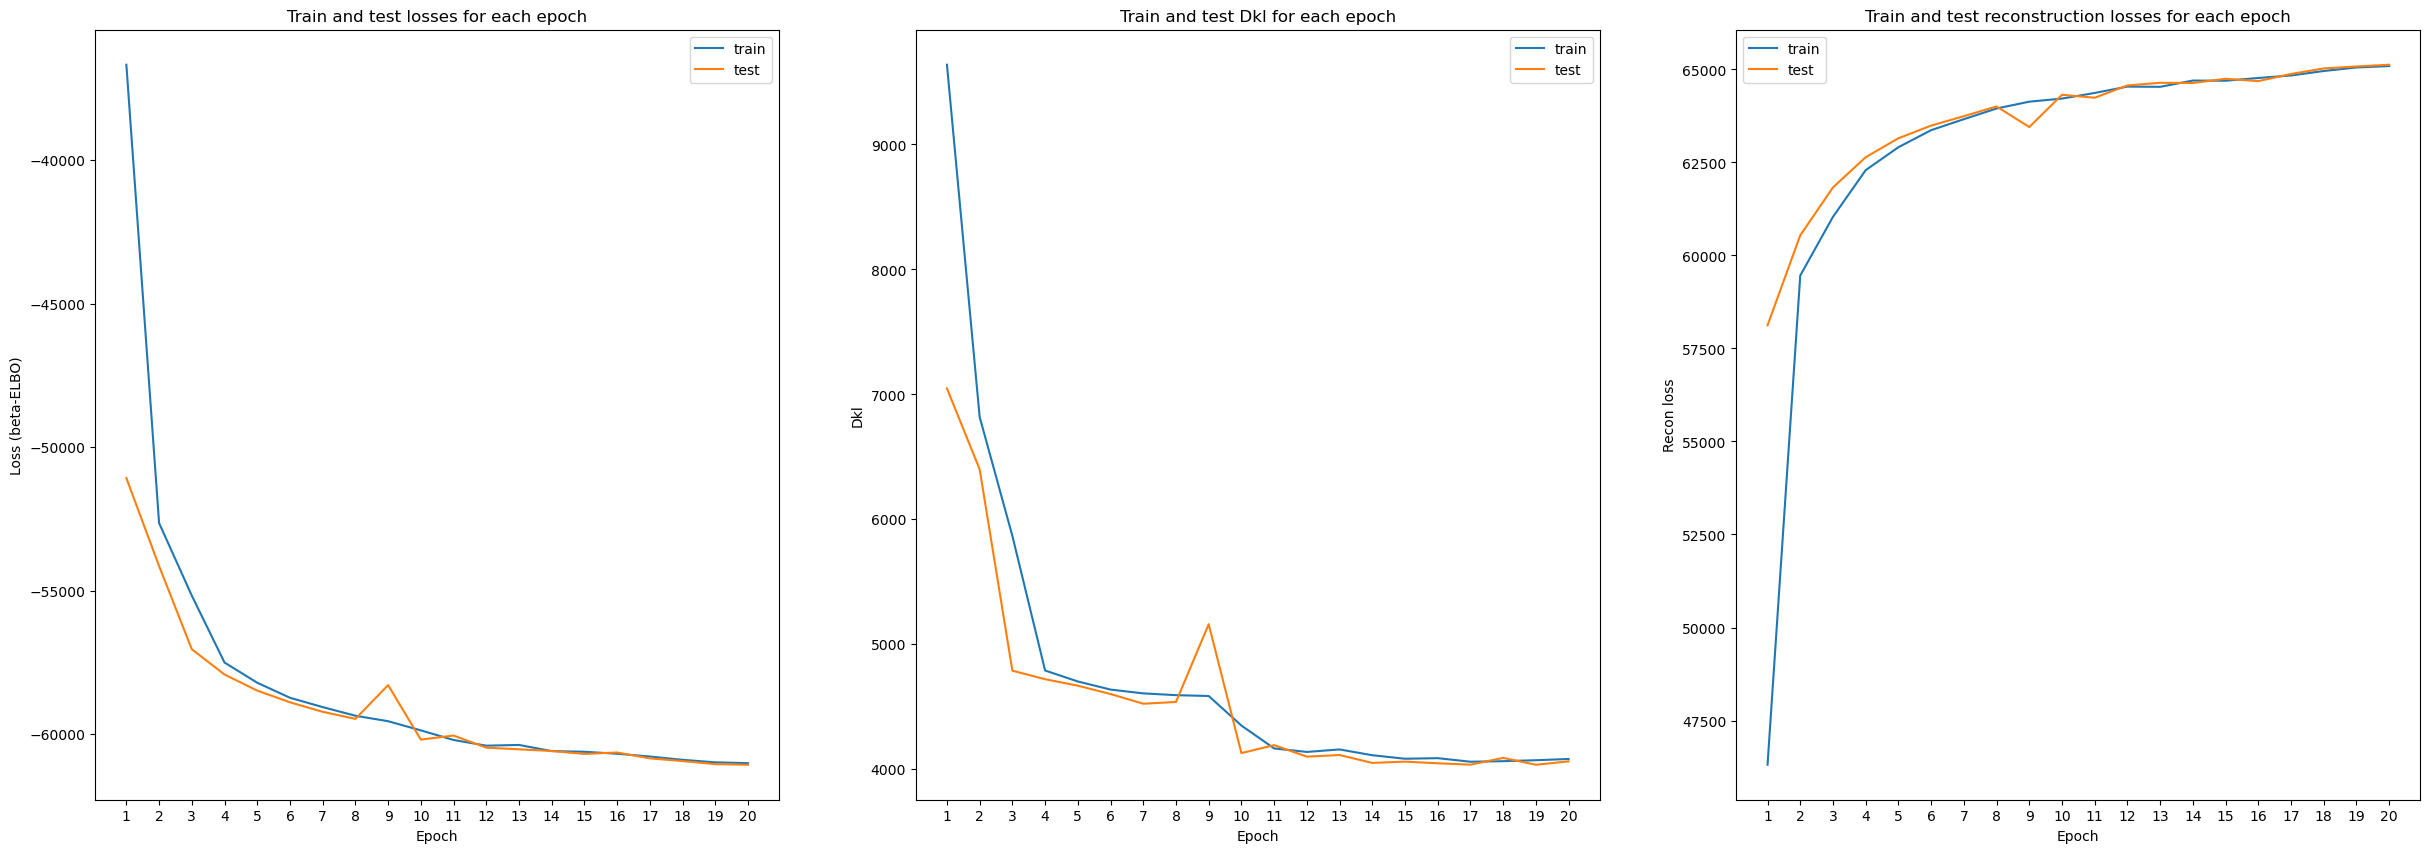 Train and test losses for each epoch
train
test
−40000
−45000
−50000
−55000
−60000
Loss (beta-ELBO)
1 2 3 4 5 6 7 8 9 10 11 12 13 14 15 16 17 18 19 20
Epoch
Train and test Dkl for each epoch
train
test
9000
8000
7000
6000
5000
4000
Dkl
1 2 3 4 5 6 7 8 9 10 11 12 13 14 15 16 17 18 19 20
Epoch
Train and test reconstruction losses for each epoch
train
test
65000
62500
60000
57500
55000
52500
50000
47500
Recon loss
1 2 3 4 5 6 7 8 9 10 11 12 13 14 15 16 17 18 19 20
Epoch